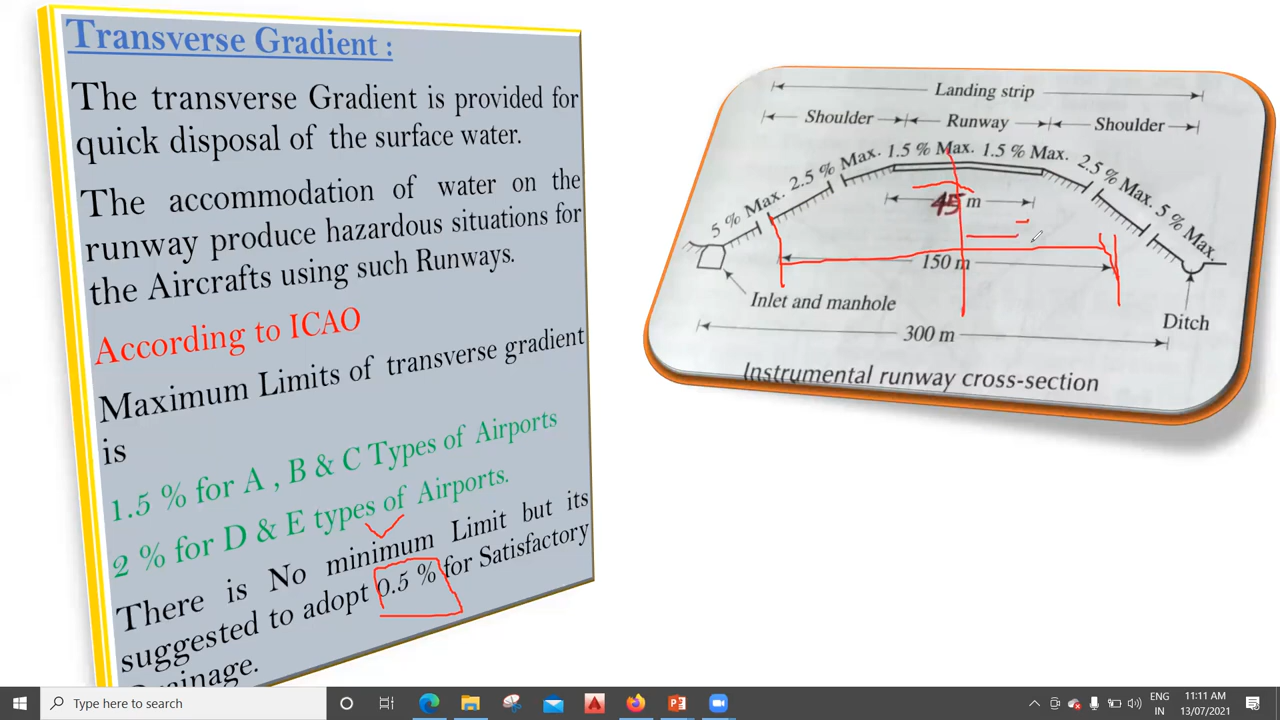 Transverse Gradient :
The transverse Gradient is provided for
quick disposal of the surface water.
The accommodation of water on the
runway produce hazardous situations for
the Aircrafts using such Runways.
According to ICAO
Maximum Limits of transverse gradient
is
1.5 % for A , B & C Types of Airports
2 % for D & E types of Airports.
There is No minimum Limit but its
suggested to adopt 0.5 % for Satisfactory
Drainage.
Landing strip
Shoulder Runway Shoulder
5 % Max. 2.5 % Max. 1.5 % Max. 1.5 % Max. 2.5 % Max. 5 % Max.
45 m
150 m
Inlet and manhole
Ditch
300 m
Instrumental runway cross-section
Type here to search
ENG
IN
11:11 AM
13/07/2021